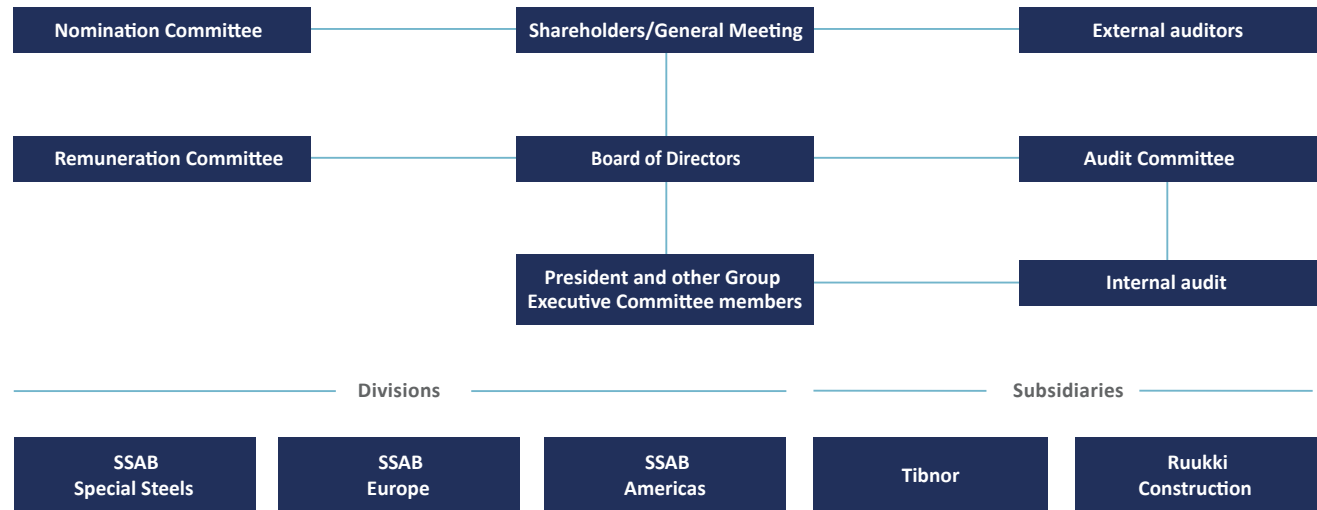 Nomination Committee
Shareholders/General Meeting
External auditors
Remuneration Committee
Board of Directors
Audit Committee
President and other Group
Executive Committee members
Internal audit
Divisions
Subsidiaries
SSAB
Special Steels
SSAB
Europe
SSAB
Americas
Tibnor
Ruukki
Construction